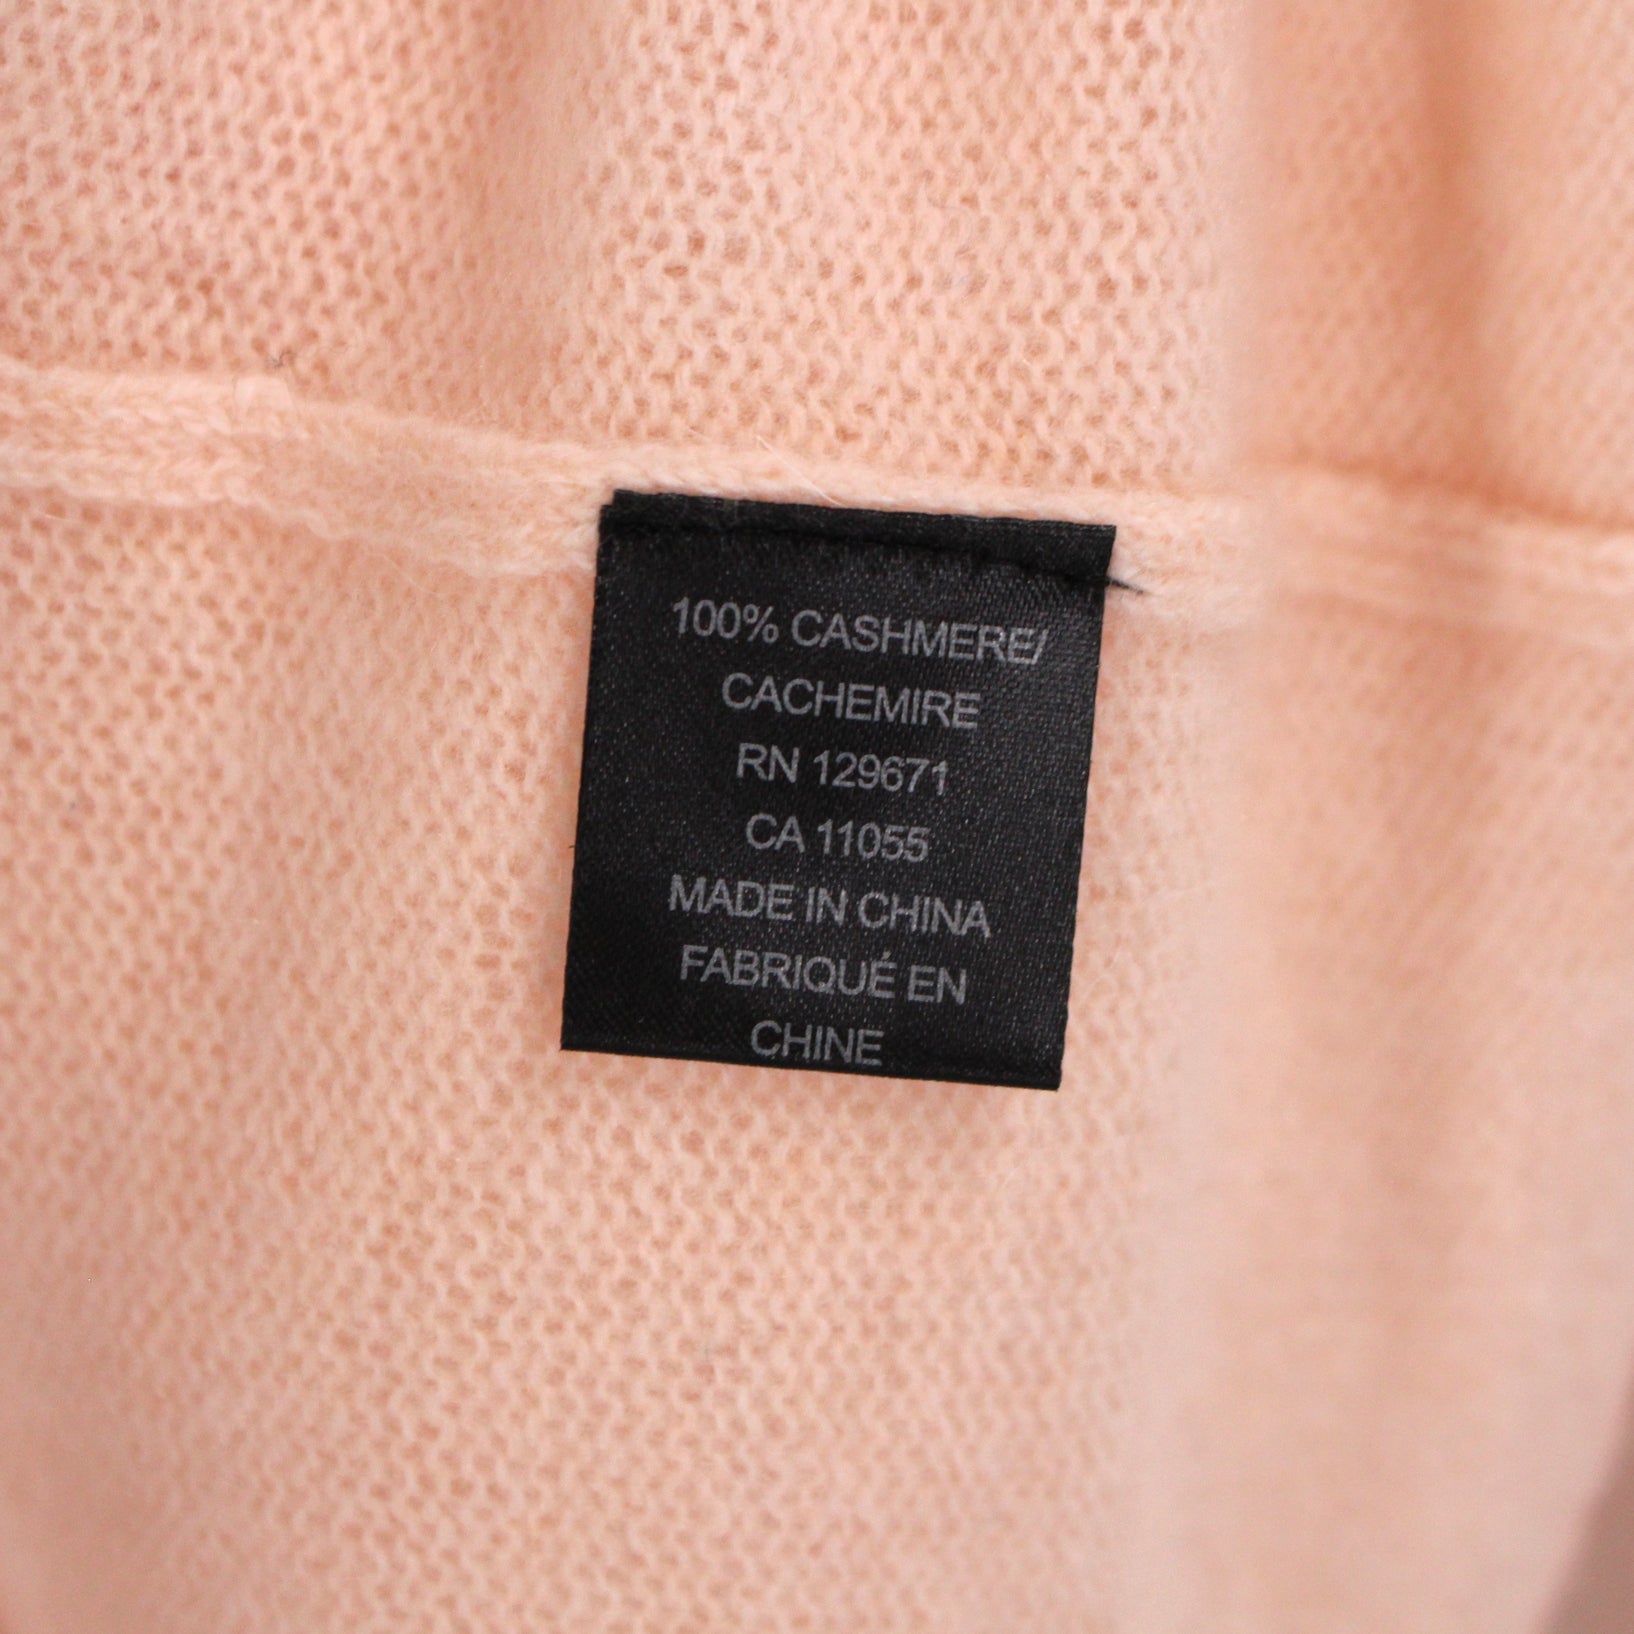 100% CASHMERE/
CACHEMIRE
RN 129671
CA 11055
MADE IN CHINA
FABRIQUÉ EN
CHINE